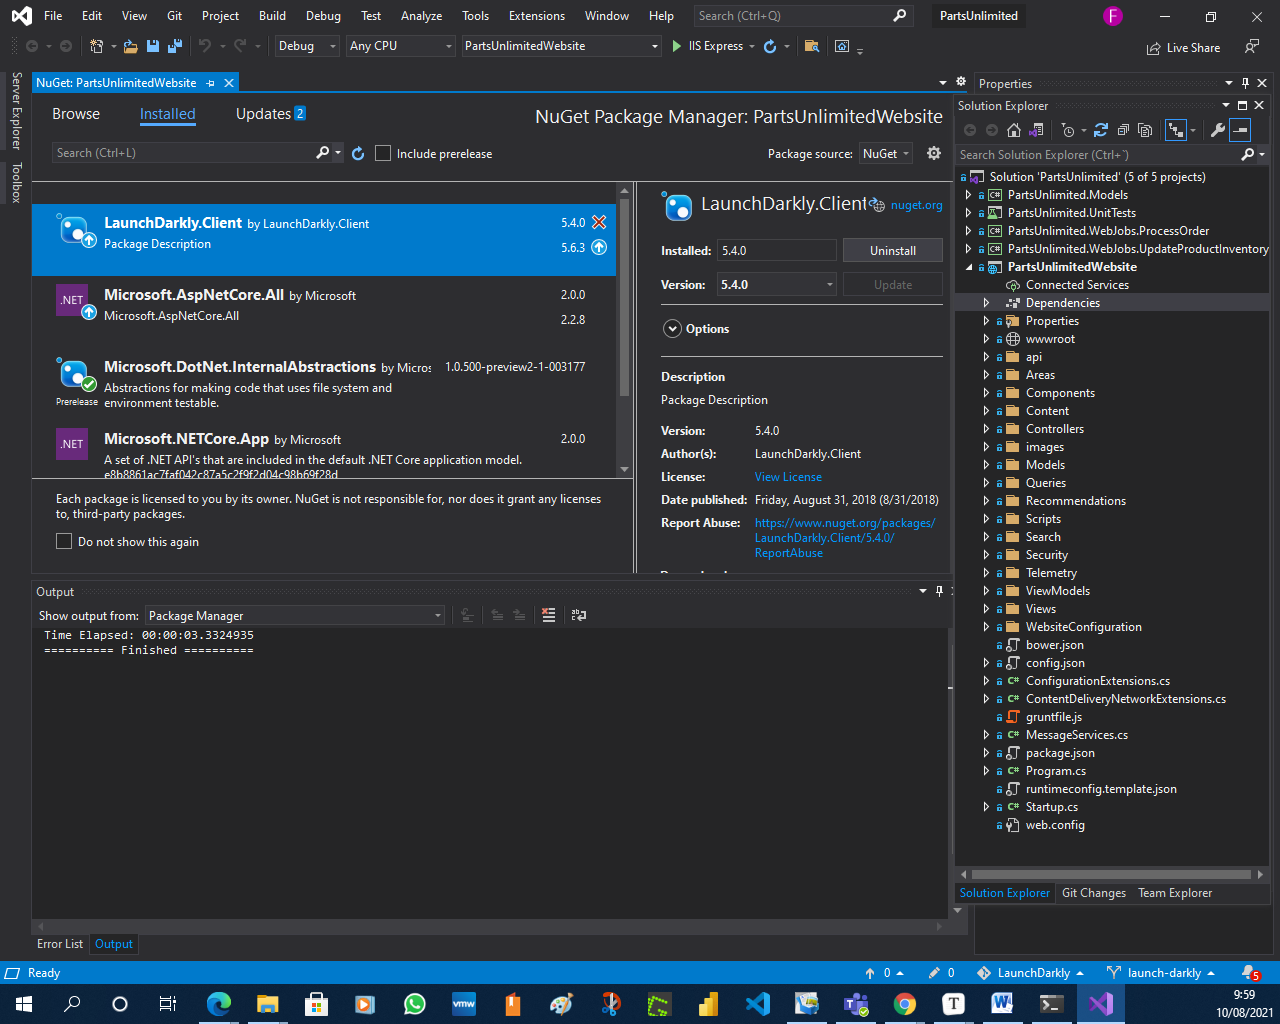 File Edit View Git Project Build Debug Test Analyze Tools Extensions Window Help Search (Ctrl+Q) PartsUnlimited F
Debug Any CPU PartsUnlimitedWebsite IIS Express Live Share
Server Explorer
Toolbox
NuGet: PartsUnlimitedWebsite
Browse Installed Updates 2
NuGet Package Manager: PartsUnlimitedWebsite
Search (Ctrl+L) Include prerelease Package source: NuGet
LaunchDarkly.Client by LaunchDarkly.Client 5.4.0
Package Description 5.6.3
.NET Microsoft.AspNetCore.All by Microsoft 2.0.0
Microsoft.AspNetCore.All 2.2.8
Microsoft.DotNet.InternalAbstractions by Micros 1.0.500-preview2-1-003177
Abstractions for making code that uses file system and
environment testable.
Prerelease
.NET Microsoft.NETCore.App by Microsoft 2.0.0
A set of .NET API's that are included in the default .NET Core application model.
e8b8861ac7faf042c87a5c2f9f2d04c98b69f28d
Each package is licensed to you by its owner. NuGet is not responsible for, nor does it grant any licenses
to, third-party packages.
Do not show this again
LaunchDarkly.Client nuget.org
Installed: 5.4.0 Uninstall
Version: 5.4.0 Update
Options
Description
Package Description
Version: 5.4.0
Author(s): LaunchDarkly.Client
License: View License
Date published: Friday, August 31, 2018 (8/31/2018)
Report Abuse: https://www.nuget.org/packages/
LaunchDarkly.Client/5.4.0/
ReportAbuse
Output
Show output from: Package Manager
Time Elapsed: 00:00:03.3324935
========== Finished ==========
Error List Output
Properties
Solution Explorer
Search Solution Explorer (Ctrl+`)
Solution 'PartsUnlimited' (5 of 5 projects)
PartsUnlimited.Models
PartsUnlimited.UnitTests
PartsUnlimited.WebJobs.ProcessOrder
PartsUnlimited.WebJobs.UpdateProductInventory
PartsUnlimitedWebsite
Connected Services
Dependencies
Properties
wwwroot
api
Areas
Components
Content
Controllers
images
Models
Queries
Recommendations
Scripts
Search
Security
Telemetry
ViewModels
Views
WebsiteConfiguration
bower.json
config.json
ConfigurationExtensions.cs
ContentDeliveryNetworkExtensions.cs
gruntfile.js
MessageServices.cs
package.json
Program.cs
runtimeconfig.template.json
Startup.cs
web.config
Solution Explorer Git Changes Team Explorer
Ready 0 0 LaunchDarkly launch-darkly 5
9:59
10/08/2021